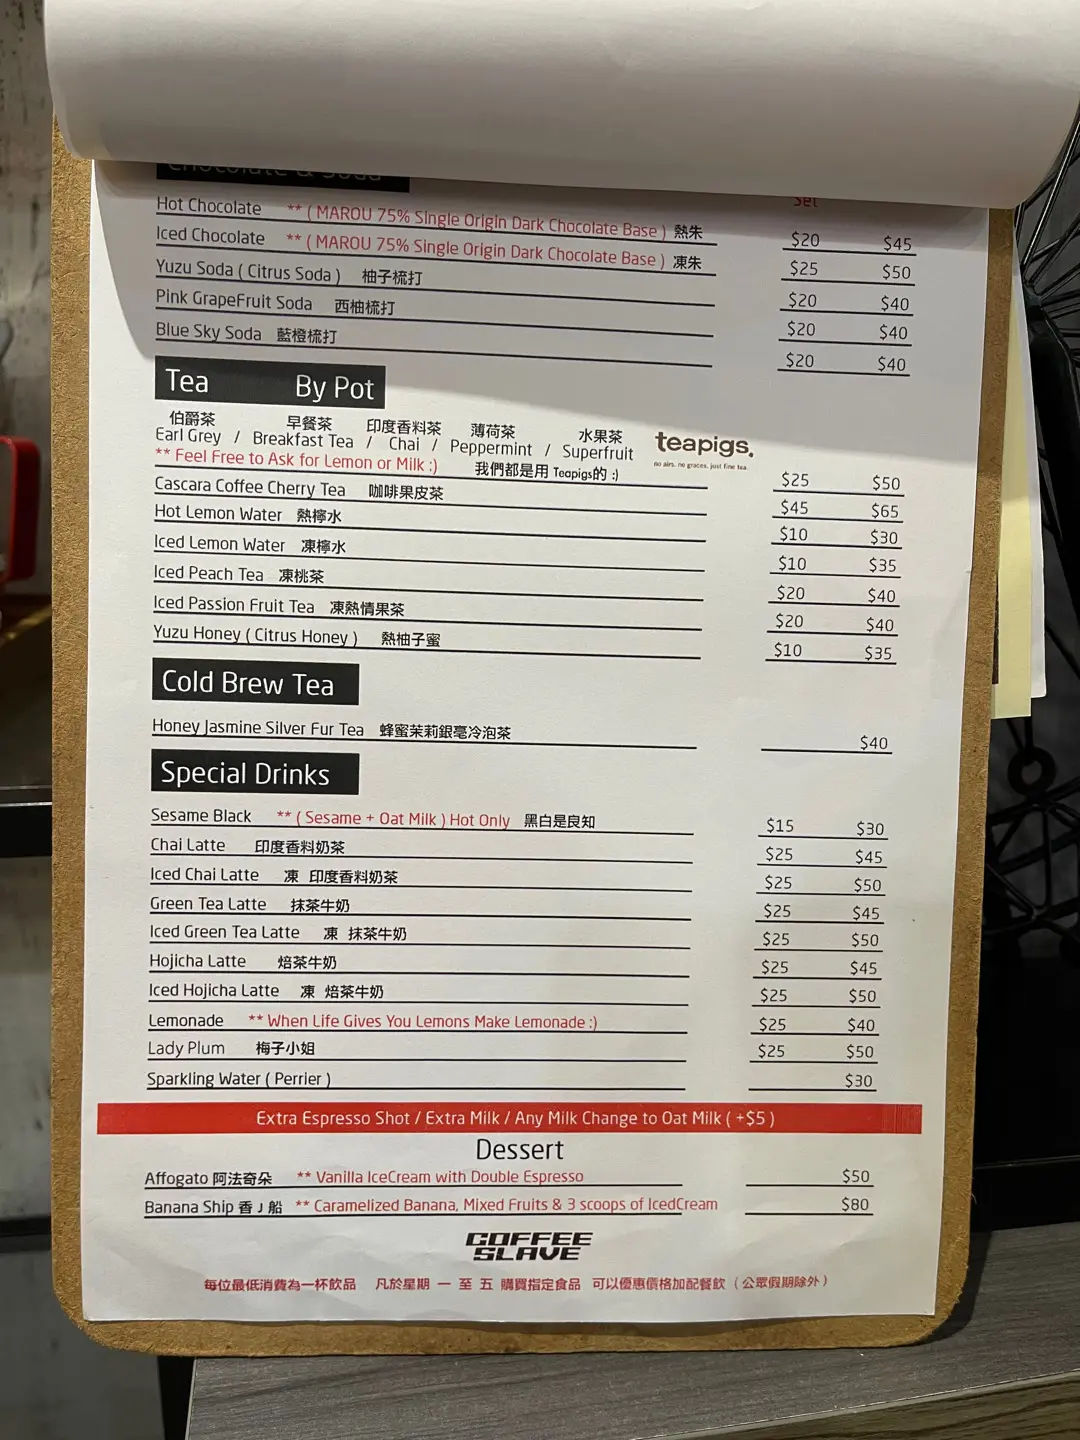 Chocolate & Soda
Set
Hot Chocolate ** ( MAROU 75% Single Origin Dark Chocolate Base ) 熱朱 $20 $45
Iced Chocolate ** ( MAROU 75% Single Origin Dark Chocolate Base ) 凍朱 $25 $50
Yuzu Soda ( Citrus Soda ) 柚子梳打 $20 $40
Pink GrapeFruit Soda 西柚梳打 $20 $40
Blue Sky Soda 藍橙梳打 $20 $40
Tea By Pot
伯爵茶 早餐茶 印度香料茶 薄荷茶 水果茶
Earl Grey / Breakfast Tea / Chai / Peppermint / Superfruit
teapigs.
no airs. no graces. just fine tea.
** Feel Free to Ask for Lemon or Milk :) 我們都是用 Teapigs的 :) $25 $50
Cascara Coffee Cherry Tea 咖啡果皮茶 $45 $65
Hot Lemon Water 熱檸水 $10 $30
Iced Lemon Water 凍檸水 $10 $35
Iced Peach Tea 凍桃茶 $20 $40
Iced Passion Fruit Tea 凍熱情果茶 $20 $40
Yuzu Honey ( Citrus Honey ) 熱柚子蜜 $10 $35
Cold Brew Tea
Honey Jasmine Silver Fur Tea 蜂蜜茉莉銀毫冷泡茶 $40
Special Drinks
Sesame Black ** ( Sesame + Oat Milk ) Hot Only 黑白是良知 $15 $30
Chai Latte 印度香料奶茶 $25 $45
Iced Chai Latte 凍 印度香料奶茶 $25 $50
Green Tea Latte 抹茶牛奶 $25 $45
Iced Green Tea Latte 凍 抹茶牛奶 $25 $50
Hojicha Latte 焙茶牛奶 $25 $45
Iced Hojicha Latte 凍 焙茶牛奶 $25 $50
Lemonade ** When Life Gives You Lemons Make Lemonade :) $25 $40
Lady Plum 梅子小姐 $25 $50
Sparkling Water ( Perrier ) $30
Extra Espresso Shot / Extra Milk / Any Milk Change to Oat Milk ( +$5 )
Dessert
Affogato 阿法奇朵 ** Vanilla IceCream with Double Espresso $50
Banana Ship 香 J 船 ** Caramelized Banana, Mixed Fruits & 3 scoops of IcedCream $80
COFFEE
SLAVE
每位最低消費為一杯飲品 凡於星期 一 至 五 購買指定食品 可以優惠價格加配餐飲 ( 公眾假期除外 )